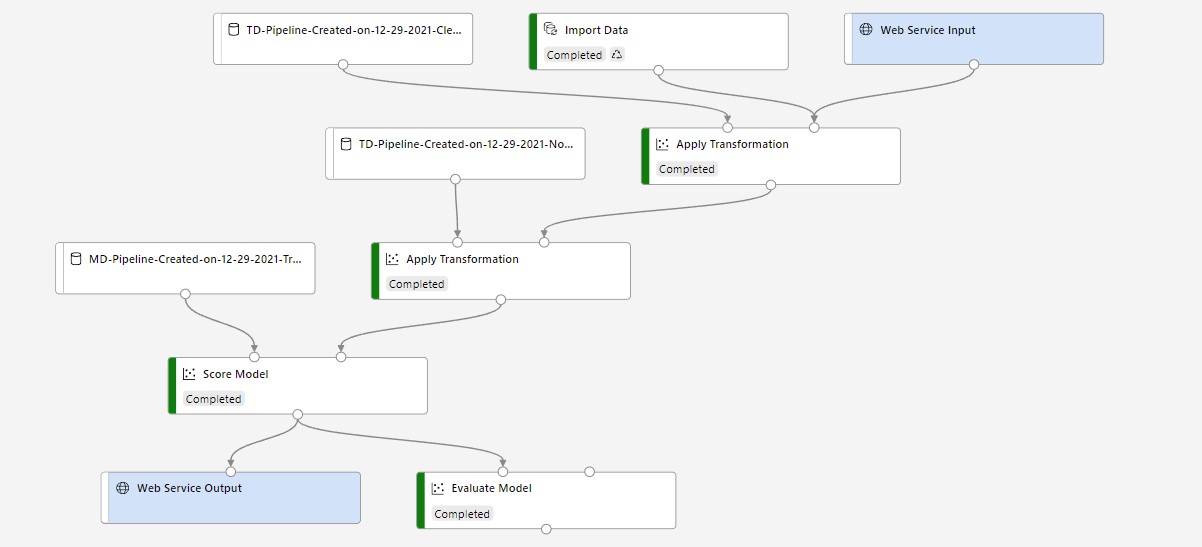 TD-Pipeline-Created-on-12-29-2021-Cle...
Import Data
Completed
Web Service Input
TD-Pipeline-Created-on-12-29-2021-No...
Apply Transformation
Completed
MD-Pipeline-Created-on-12-29-2021-Tr...
Apply Transformation
Completed
Score Model
Completed
Web Service Output
Evaluate Model
Completed